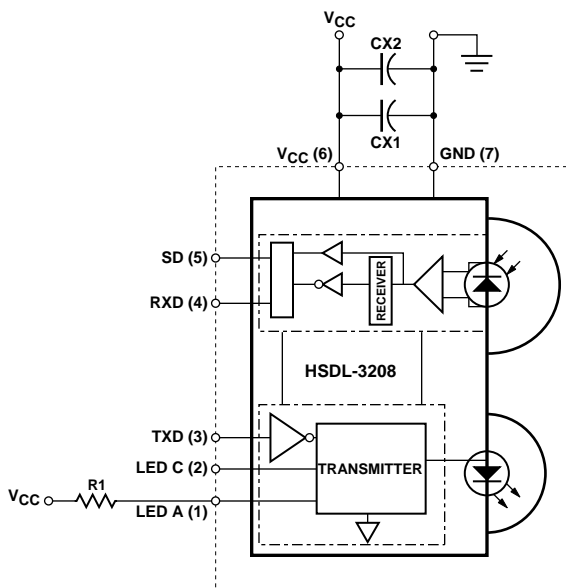 VCC
CX2
CX1
VCC (6)
GND (7)
SD (5)
RXD (4)
RECEIVER
HSDL-3208
TXD (3)
LED C (2)
TRANSMITTER
R1
VCC
LED A (1)